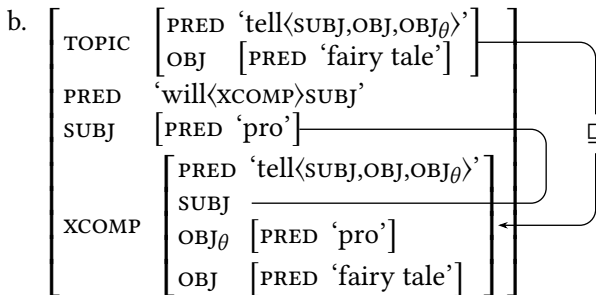 b.
TOPIC [PRED ‘tell⟨SUBJ,OBJ,OBJθ⟩’
OBJ [PRED ‘fairy tale’]]
PRED ‘will⟨XCOMP⟩SUBJ’
SUBJ [PRED ‘pro’]
⊑
XCOMP [PRED ‘tell⟨SUBJ,OBJ,OBJθ⟩’
SUBJ
OBJθ [PRED ‘pro’]
OBJ [PRED ‘fairy tale’]]